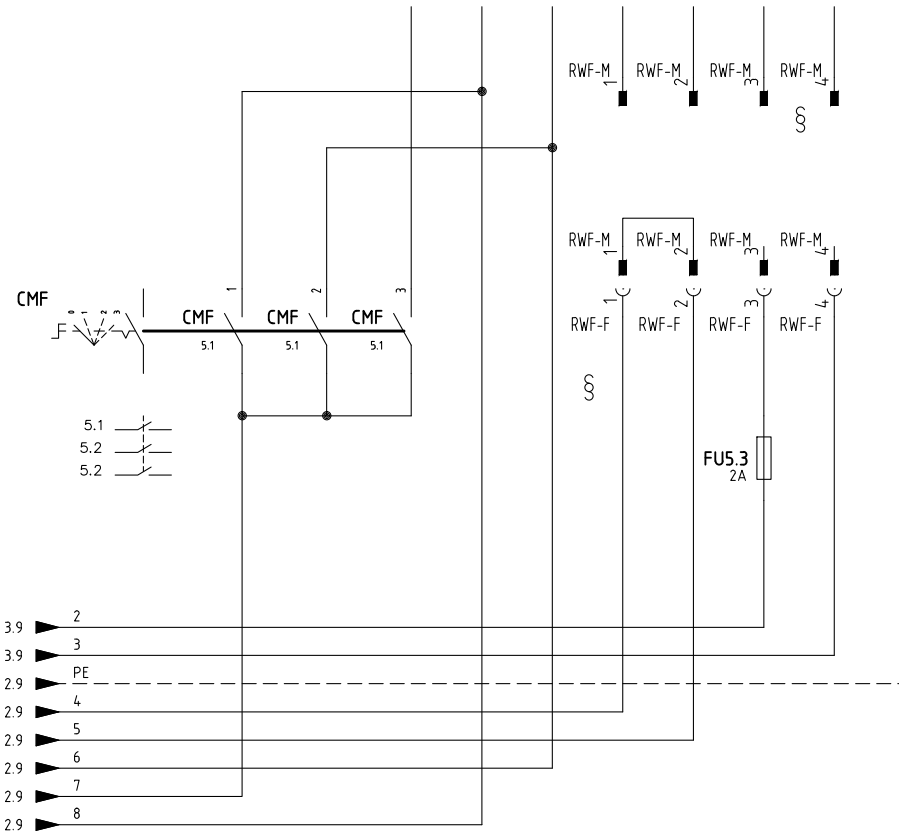 RWF-M 1 RWF-M 2 RWF-M 3 RWF-M 4
§
RWF-M 1 RWF-M 2 RWF-M 3 RWF-M 4
1 2 3
CMF
0 1 2 3
CMF CMF CMF
5.1 5.1 5.1
1 2 3 4
RWF-F RWF-F RWF-F RWF-F
§
5.1
5.2
5.2
FU5.3
2A
3.9 2
3.9 3
2.9 PE
2.9 4
2.9 5
2.9 6
2.9 7
2.9 8